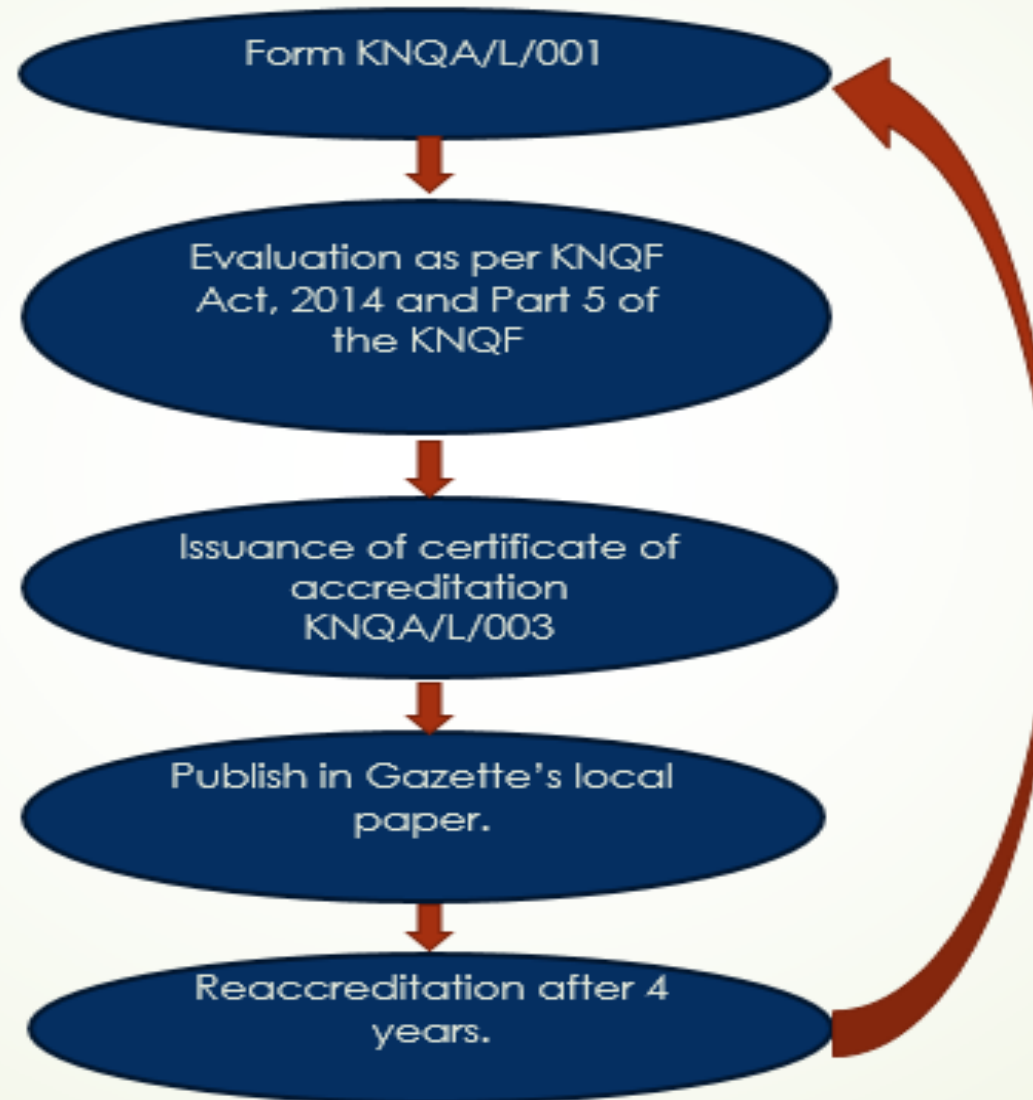 Form KNQA/L/001
Evaluation as per KNQF
Act, 2014 and Part 5 of
the KNQF
Issuance of certificate of
accreditation
KNQA/L/003
Publish in Gazette’s local
paper.
Reaccreditation after 4
years.